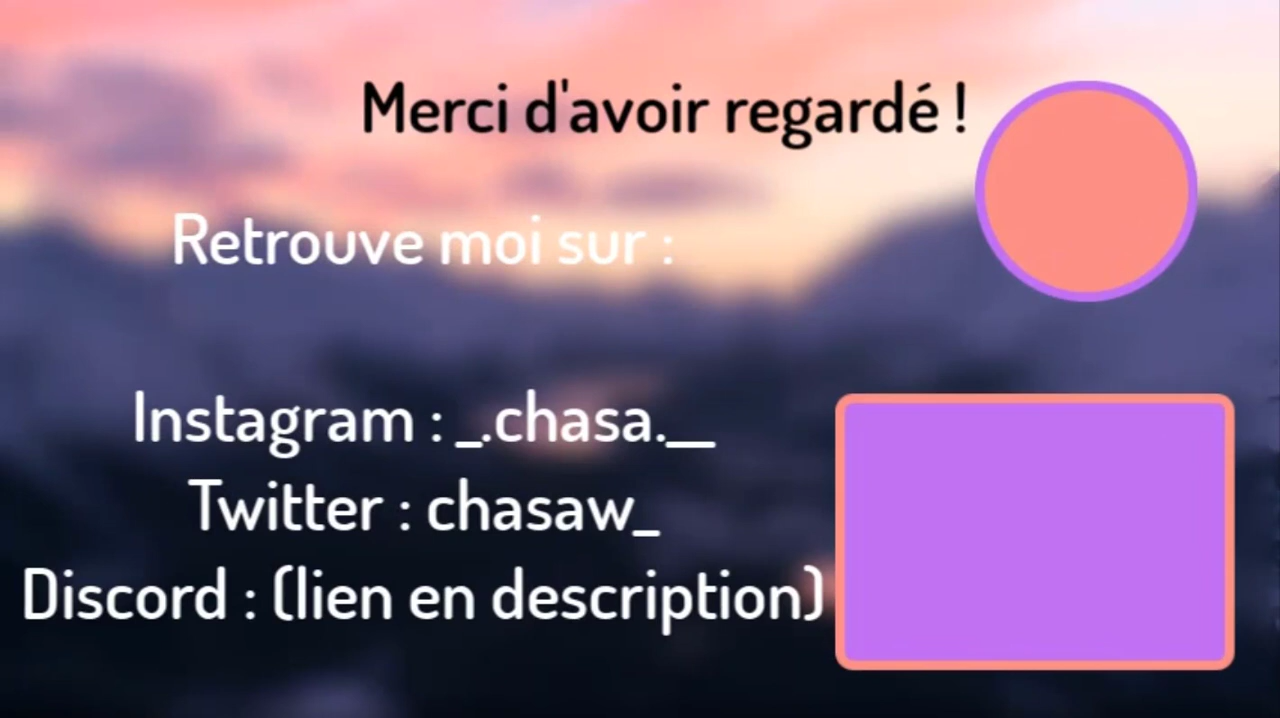 Merci d'avoir regardé !
Retrouve moi sur :
Instagram : _.chasa.__
Twitter : chasaw_
Discord : (lien en description)